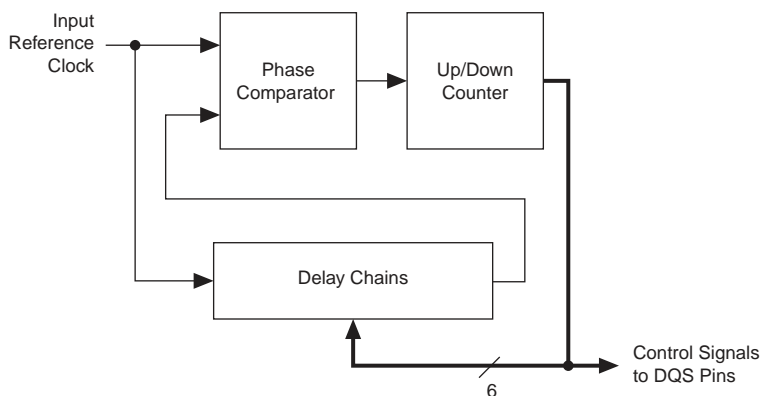 Input
Reference
Clock
Phase
Comparator
Up/Down
Counter
Delay Chains
6
Control Signals
to DQS Pins